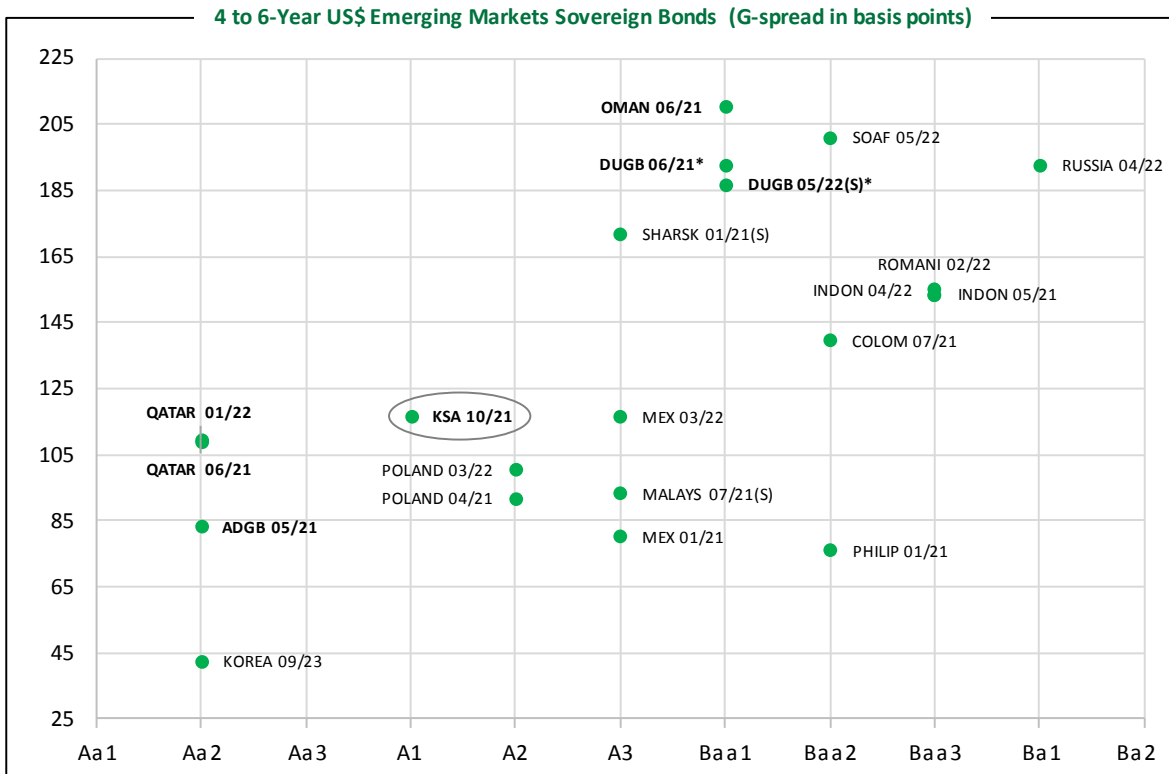 4 to 6-Year US$ Emerging Markets Sovereign Bonds (G-spread in basis points)
225
205
185
165
145
125
105
85
65
45
25
OMAN 06/21
SOAF 05/22
DUGB 06/21*
RUSSIA 04/22
DUGB 05/22(S)*
SHARSK 01/21(S)
ROMANI 02/22
INDON 04/22
INDON 05/21
COLOM 07/21
QATAR 01/22
KSA 10/21
MEX 03/22
QATAR 06/21
POLAND 03/22
POLAND 04/21
MALAYS 07/21(S)
ADGB 05/21
MEX 01/21
PHILIP 01/21
KOREA 09/23
Aa1 Aa2 Aa3 A1 A2 A3 Baa1 Baa2 Baa3 Ba1 Ba2